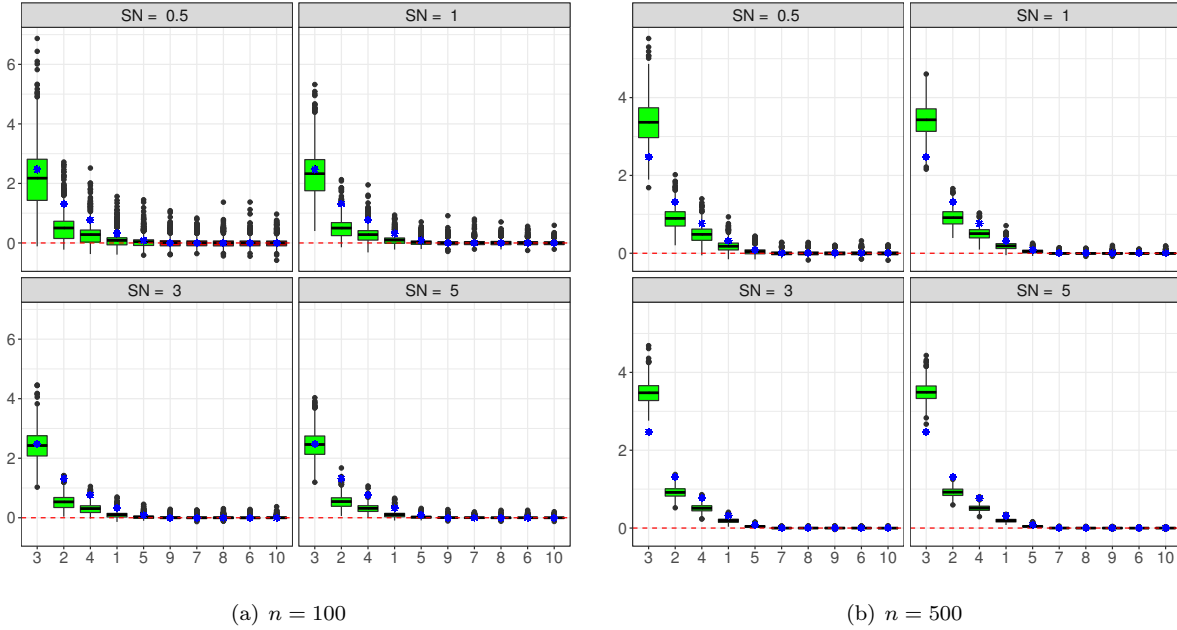 SN = 0.5
SN = 1
6
4
2
0
SN = 3
SN = 5
6
4
2
0
3 2 4 1 5 9 7 8 6 10
3 2 4 1 5 9 7 8 6 10
(a) n = 100
SN = 0.5
SN = 1
4
2
0
SN = 3
SN = 5
4
2
0
3 2 4 1 5 7 8 9 6 10
3 2 4 1 5 7 8 9 6 10
(b) n = 500